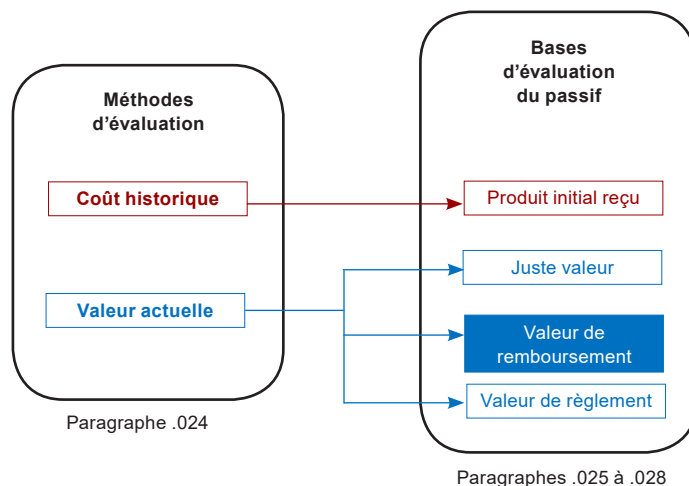 Méthodes
d’évaluation
Coût historique
Valeur actuelle
Paragraphe .024
Bases
d’évaluation
du passif
Produit initial reçu
Juste valeur
Valeur de
remboursement
Valeur de règlement
Paragraphes .025 à .028